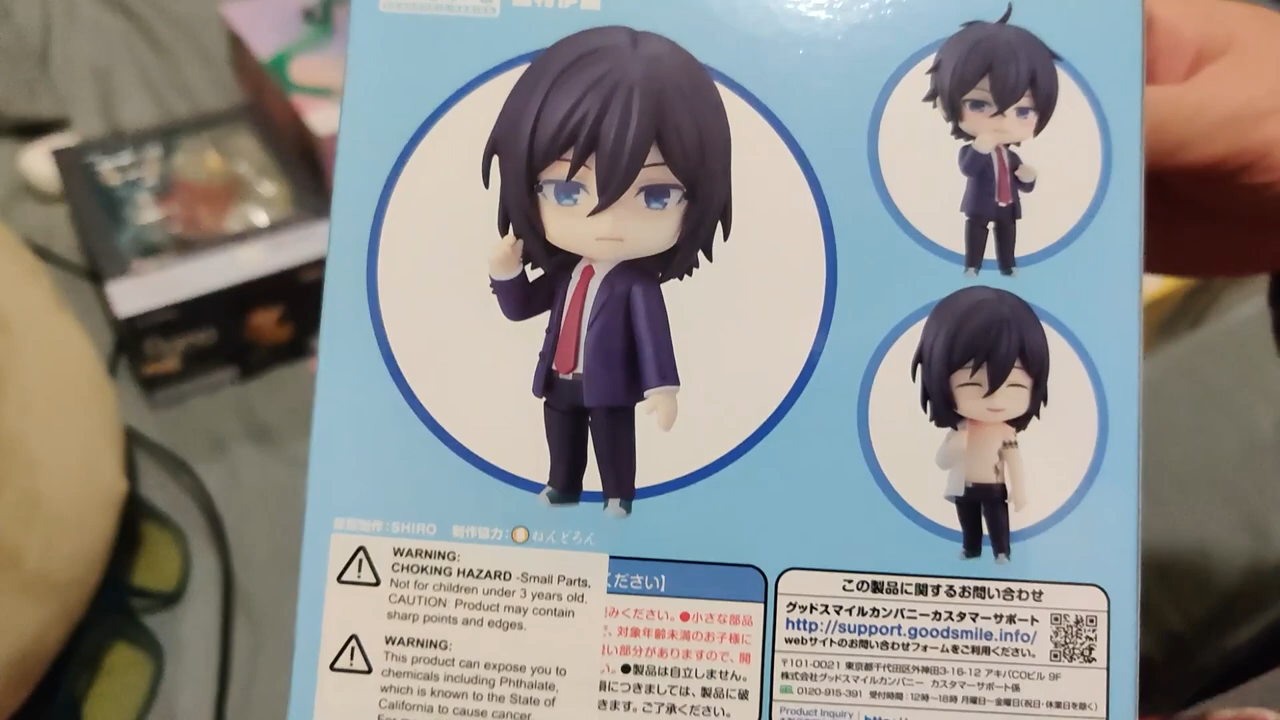 制作:SHIRO 制作協力: ねんどろん
WARNING:
CHOKING HAZARD -Small Parts.
Not for children under 3 years old.
CAUTION: Product may contain
sharp points and edges.
WARNING:
This product can expose you to
chemicals including Phthalate,
which is known to the State of
California to cause cancer
ください】
みください。●小さな部品
対象年齢未満のお子様に
い部分がありますので、開
●製品は自立しません。
につきましては、製品に破
きます。ご了承ください。
この製品に関するお問い合わせ
グッドスマイルカンパニーカスタマーサポート
http://support.goodsmile.info/
webサイトのお問い合わせフォームをご利用ください。
〒101-0021 東京都千代田区外神田3-16-12 アキバCOビル 9F
株式会社グッドスマイルカンパニー カスタマーサポート係
0120-915-391 受付時間:12時〜18時 月曜日〜金曜日(祝日・休業日を除く)
Product Inquiry